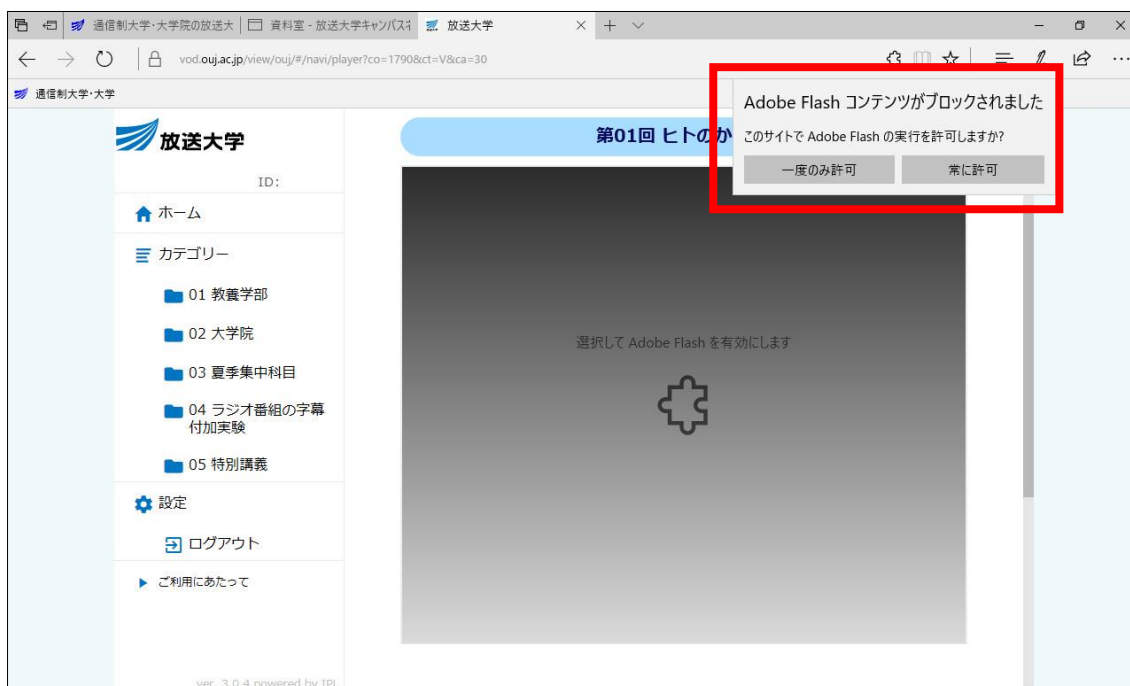 通信制大学・大学院の放送大
資料室 - 放送大学キャンパスネ
放送大学
vod.ouj.ac.jp/view/ouj/#/navi/player?co=1790&ct=V&ca=30
通信制大学・大学
Adobe Flash コンテンツがブロックされました
このサイトで Adobe Flash の実行を許可しますか?
一度のみ許可
常に許可
放送大学
第01回 ヒトのか
ID:
ホーム
カテゴリー
01 教養学部
02 大学院
03 夏季集中科目
04 ラジオ番組の字幕
付加実験
05 特別講義
設定
ログアウト
ご利用にあたって
選択して Adobe Flash を有効にします
ver. 3.0.4 powered by IPL